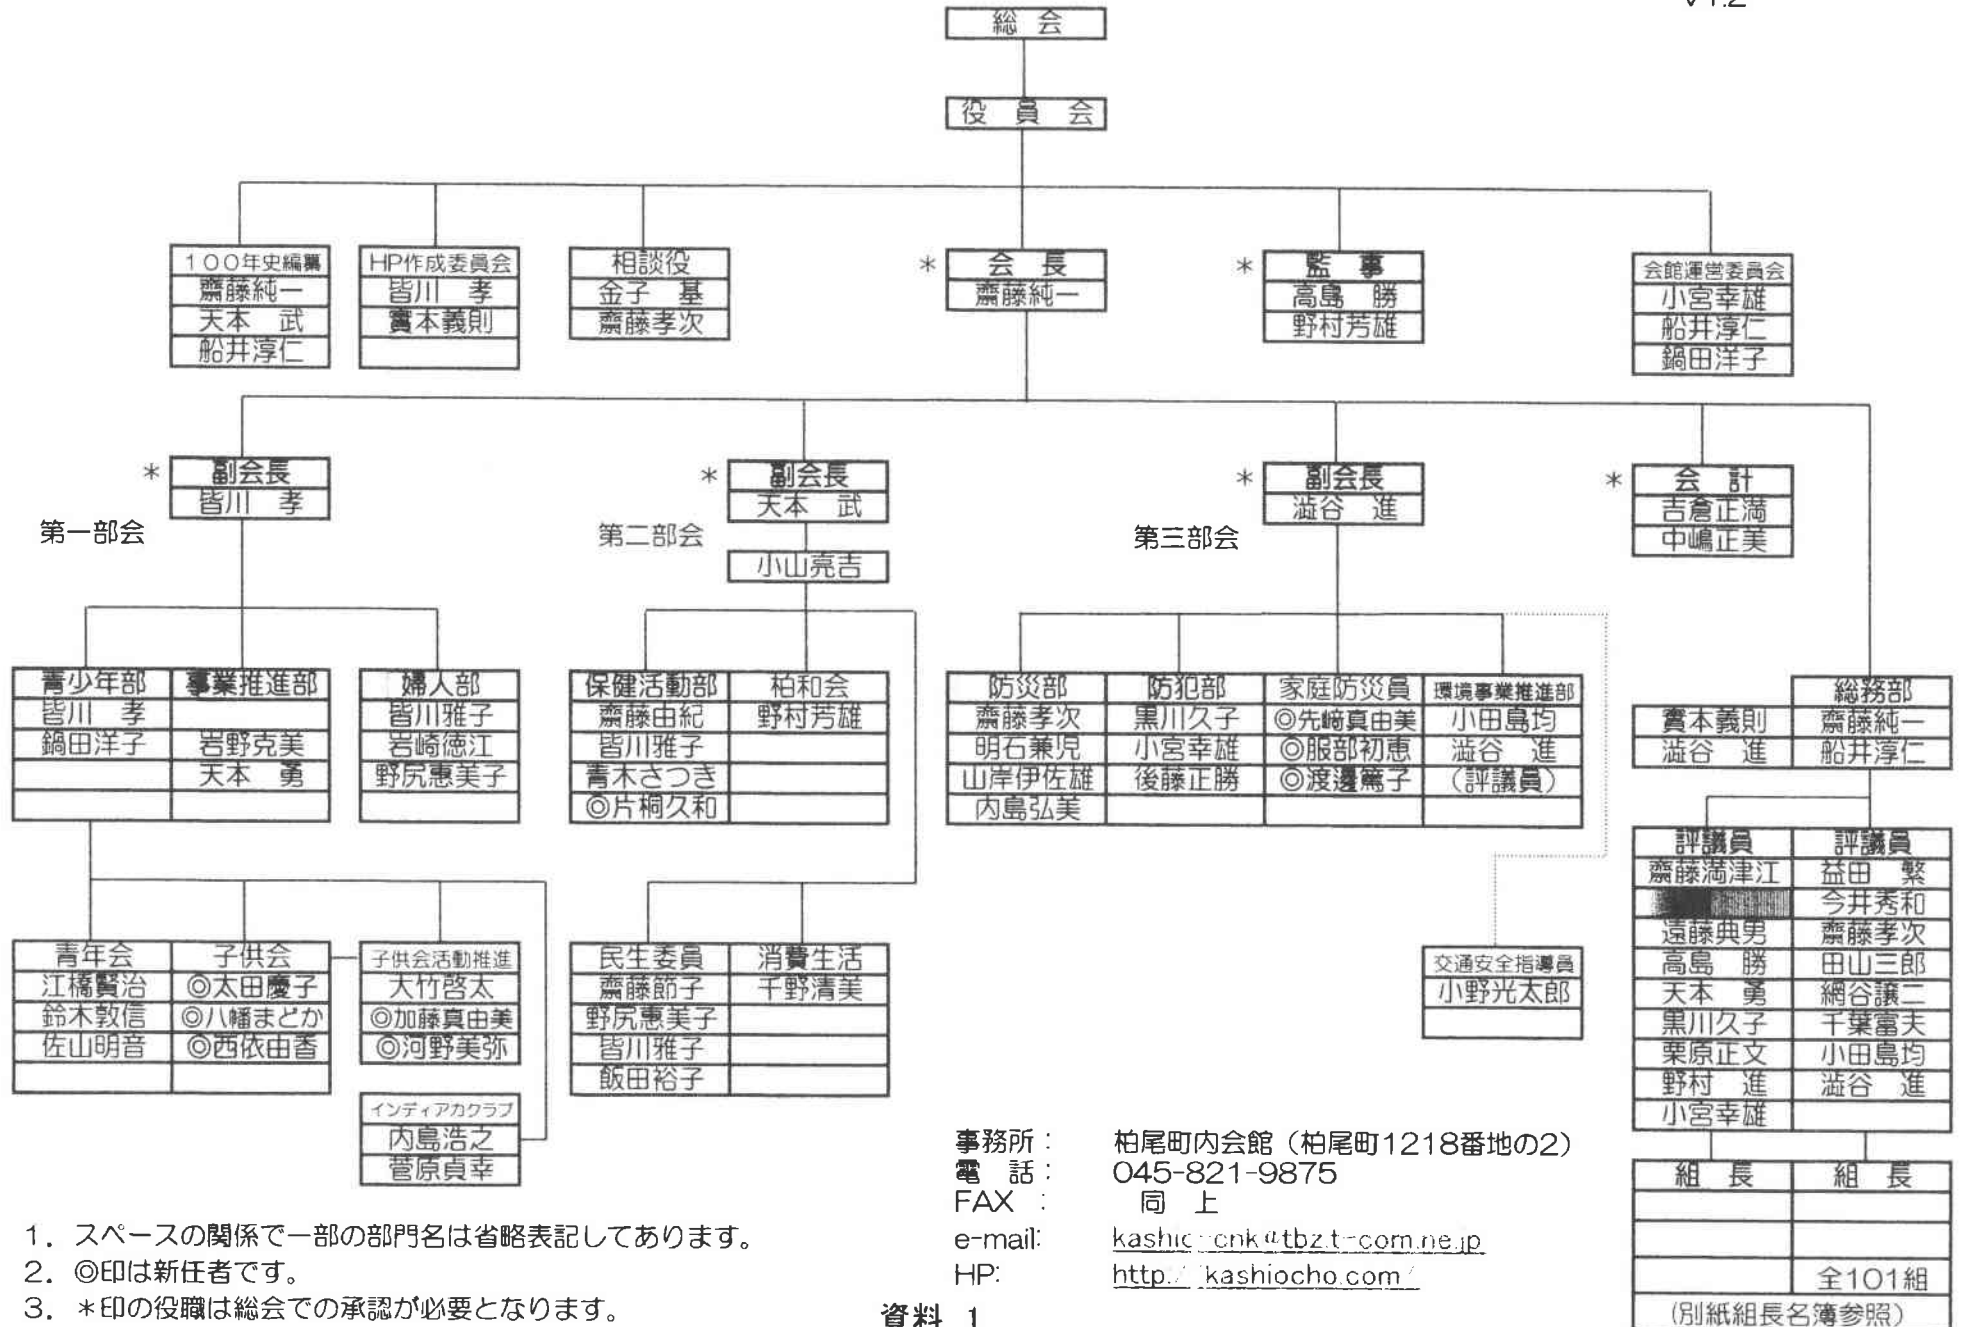 V1.2
総 会
役 員 会
100年史編纂
齋藤純一
天本 武
船井淳仁
HP作成委員会
皆川 孝
實本義則
相談役
金子 基
齋藤孝次
* 会 長
齋藤純一
* 監 事
高島 勝
野村芳雄
会館運営委員会
小宮幸雄
船井淳仁
鍋田洋子
* 副会長
皆川 孝
第一部会
* 副会長
天本 武
第二部会
小山亮吉
* 副会長
澁谷 進
第三部会
* 会 計
吉倉正満
中嶋正美
青少年部
皆川 孝
鍋田洋子
事業推進部
岩野克美
天本 勇
婦人部
皆川雅子
岩崎徳江
野尻恵美子
保健活動部
齋藤由紀
皆川雅子
青木さつき
◎片桐久和
柏和会
野村芳雄
防災部
齋藤孝次
明石兼児
山岸伊佐雄
内島弘美
防犯部
黒川久子
小宮幸雄
後藤正勝
家庭防災員
◎先崎真由美
◎服部初恵
◎渡邊篤子
環境事業推進部
小田島均
澁谷 進
(評議員)
總務部
實本義則 齋藤純一
澁谷 進 船井淳仁
評議員
齋藤満津江
遠藤典男
高島 勝
天本 勇
黒川久子
栗原正文
野村 進
小宮幸雄
評議員
益田 繁
今井秀和
齋藤孝次
田山三郎
網谷譲二
千葉富夫
小田島均
澁谷 進
青年会
江橋賢治
鈴木敦信
佐山明音
子供会
◎太田慶子
◎八幡まどか
◎西依由香
子供会活動推進
大竹啓太
◎加藤真由美
◎河野美弥
インディアカクラブ
内島浩之
菅原貞幸
民生委員
齋藤節子
野尻恵美子
皆川雅子
飯田裕子
消費生活
千野清美
交通安全指導員
小野光太郎
組 長
組 長
全101組
(別紙組長名簿参照)
事務所: 柏尾町内会館(柏尾町1218番地の2)
電 話: 045-821-9875
FAX : 同 上
e-mail:
HP: http://kashiocho.com/
1. スペースの関係で一部の部門名は省略表記してあります。
2. ◎印は新任者です。
3. *印の役職は総会での承認が必要となります。
資料 1